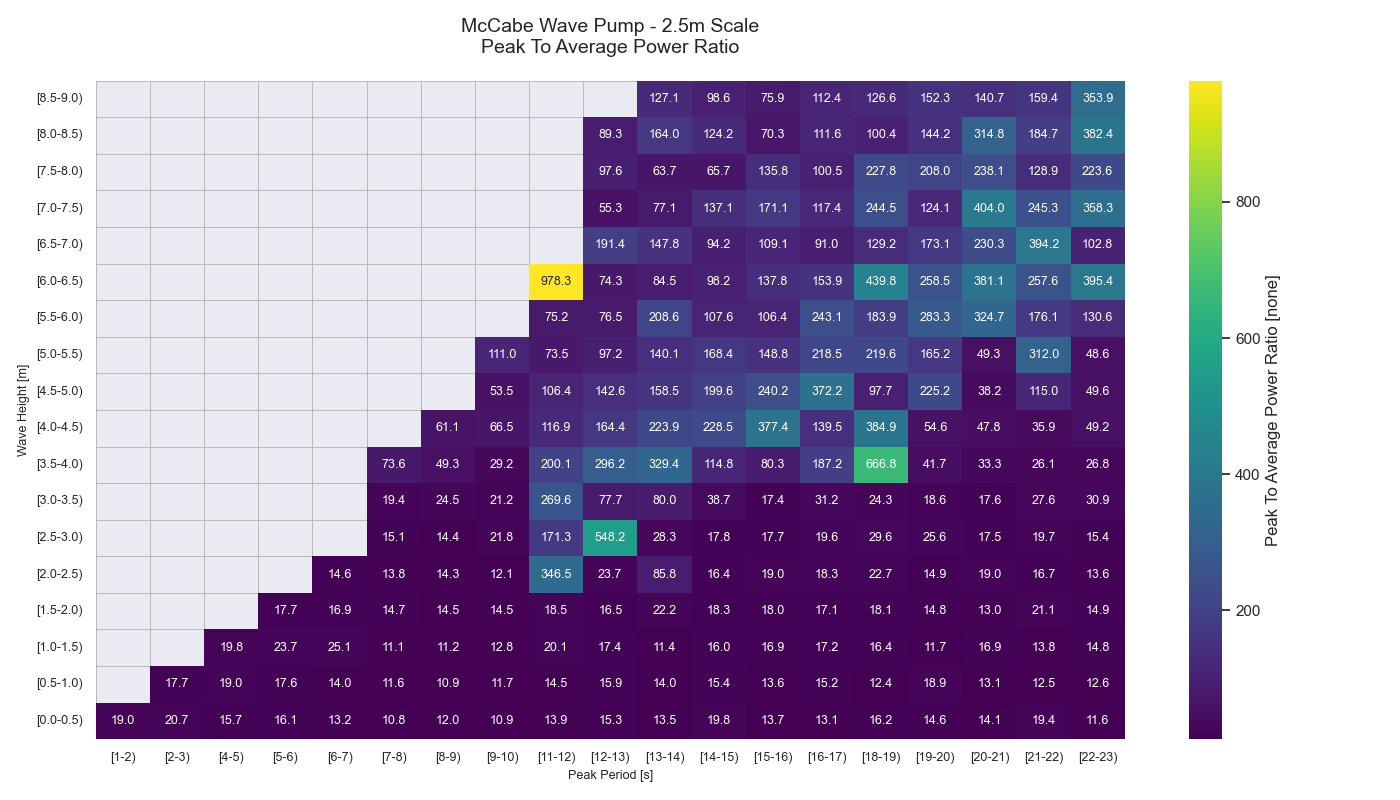 McCabe Wave Pump - 2.5m Scale
Peak To Average Power Ratio
[8.5-9.0) 127.1 98.6 75.9 112.4 126.6 152.3 140.7 159.4 353.9
[8.0-8.5) 89.3 164.0 124.2 70.3 111.6 100.4 144.2 314.8 184.7 382.4
[7.5-8.0) 97.6 63.7 65.7 135.8 100.5 227.8 208.0 238.1 128.9 223.6
[7.0-7.5) 55.3 77.1 137.1 171.1 117.4 244.5 124.1 404.0 245.3 358.3
[6.5-7.0) 191.4 147.8 94.2 109.1 91.0 129.2 173.1 230.3 394.2 102.8
[6.0-6.5) 978.3 74.3 84.5 98.2 137.8 153.9 439.8 258.5 381.1 257.6 395.4
[5.5-6.0) 75.2 76.5 208.6 107.6 106.4 243.1 183.9 283.3 324.7 176.1 130.6
[5.0-5.5) 111.0 73.5 97.2 140.1 168.4 148.8 218.5 219.6 165.2 49.3 312.0 48.6
[4.5-5.0) 53.5 106.4 142.6 158.5 199.6 240.2 372.2 97.7 225.2 38.2 115.0 49.6
[4.0-4.5) 61.1 66.5 116.9 164.4 223.9 228.5 377.4 139.5 384.9 54.6 47.8 35.9 49.2
[3.5-4.0) 73.6 49.3 29.2 200.1 296.2 329.4 114.8 80.3 187.2 666.8 41.7 33.3 26.1 26.8
[3.0-3.5) 19.4 24.5 21.2 269.6 77.7 80.0 38.7 17.4 31.2 24.3 18.6 17.6 27.6 30.9
[2.5-3.0) 15.1 14.4 21.8 171.3 548.2 28.3 17.8 17.7 19.6 29.6 25.6 17.5 19.7 15.4
[2.0-2.5) 14.6 13.8 14.3 12.1 346.5 23.7 85.8 16.4 19.0 18.3 22.7 14.9 19.0 16.7 13.6
[1.5-2.0) 17.7 16.9 14.7 14.5 14.5 18.5 16.5 22.2 18.3 18.0 17.1 18.1 14.8 13.0 21.1 14.9
[1.0-1.5) 19.8 23.7 25.1 11.1 11.2 12.8 20.1 17.4 11.4 16.0 16.9 17.2 16.4 11.7 16.9 13.8 14.8
[0.5-1.0) 17.7 19.0 17.6 14.0 11.6 10.9 11.7 14.5 15.9 14.0 15.4 13.6 15.2 12.4 18.9 13.1 12.5 12.6
[0.0-0.5) 19.0 20.7 15.7 16.1 13.2 10.8 12.0 10.9 13.9 15.3 13.5 19.8 13.7 13.1 16.2 14.6 14.1 19.4 11.6
[1-2) [2-3) [4-5) [5-6) [6-7) [7-8) [8-9) [9-10) [11-12) [12-13) [13-14) [14-15) [15-16) [16-17) [18-19) [19-20) [20-21) [21-22) [22-23)
Peak Period [s]
Wave Height [m]
800
600
400
200
Peak To Average Power Ratio [none]